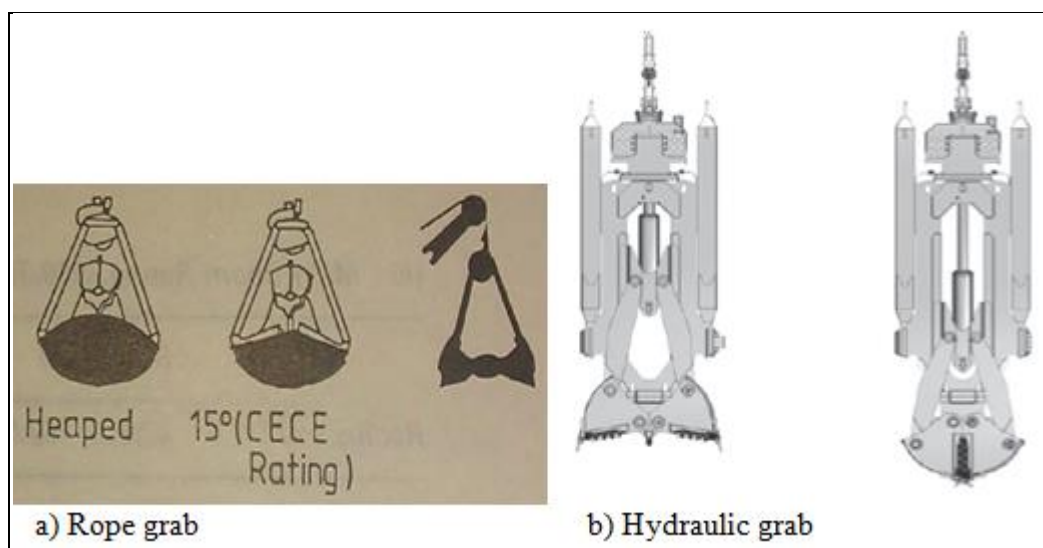 Heaped
15°(CECE
Rating)
a) Rope grab
b) Hydraulic grab